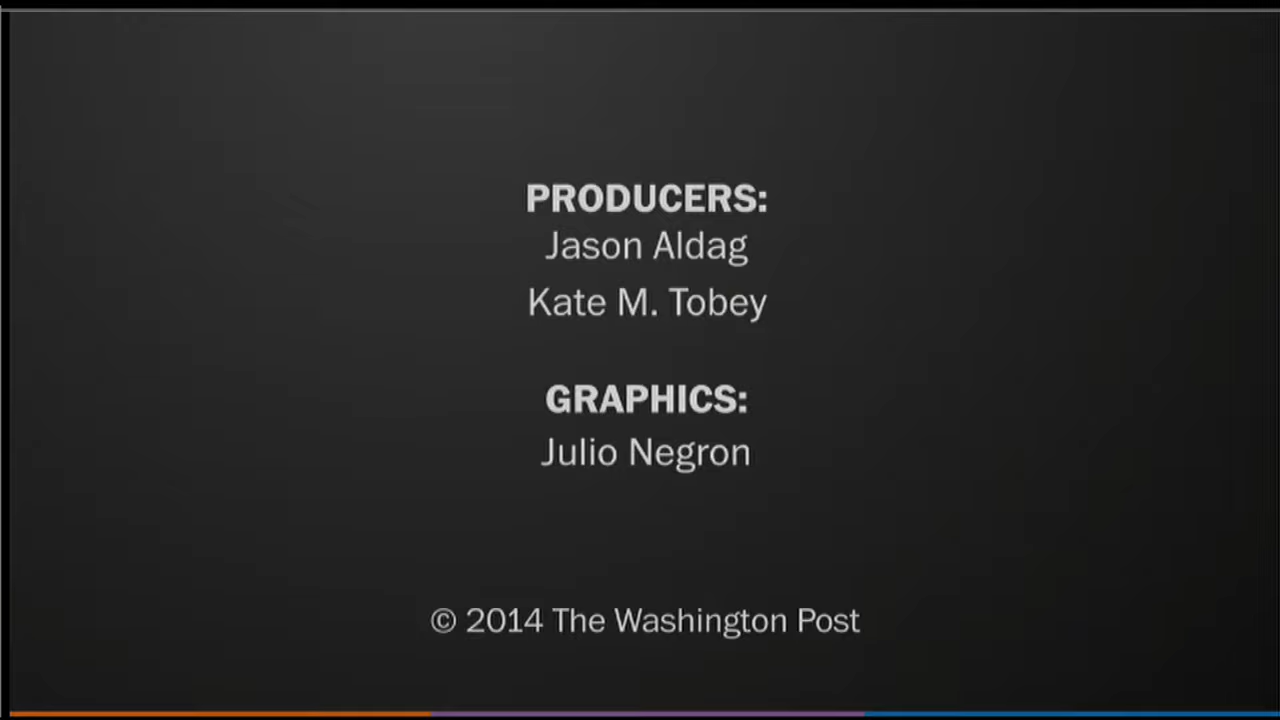 PRODUCERS:
Jason Aldag
Kate M. Tobey
GRAPHICS:
Julio Negron
© 2014 The Washington Post